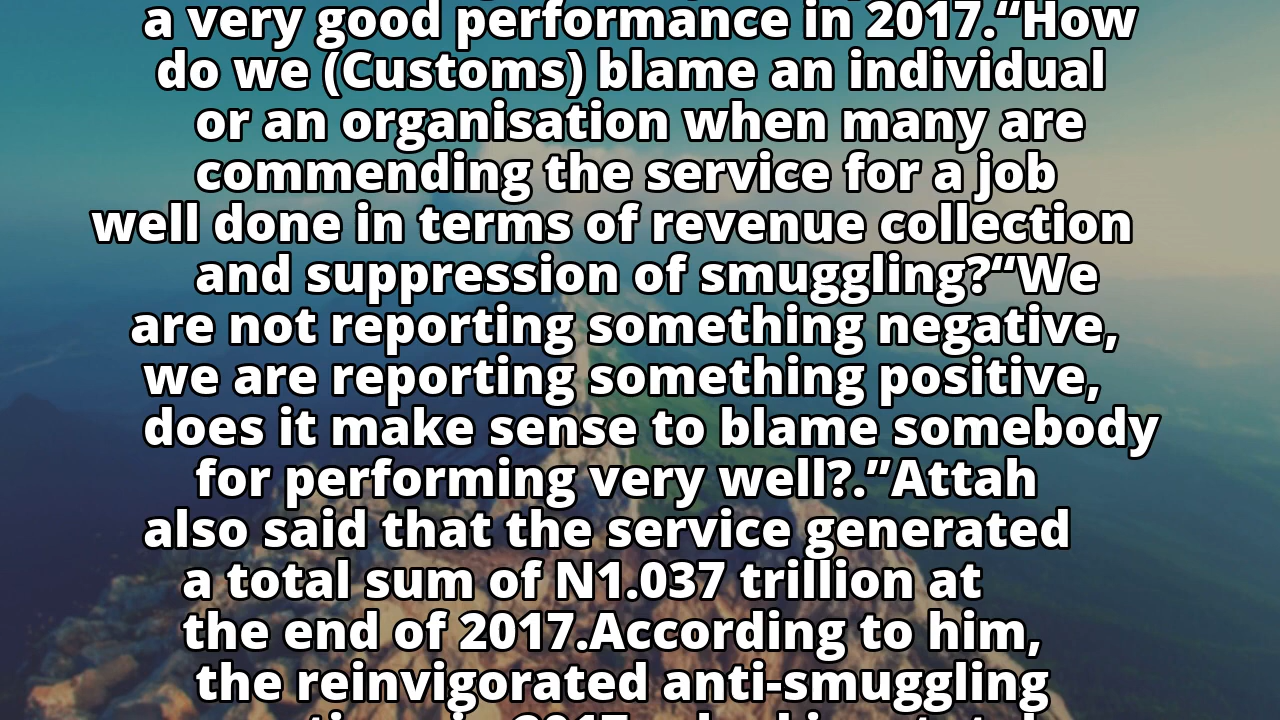 a very good performance in 2017.“How
do we (Customs) blame an individual
or an organisation when many are
commending the service for a job
well done in terms of revenue collection
and suppression of smuggling?“We
are not reporting something negative,
we are reporting something positive,
does it make sense to blame somebody
for performing very well?.”Attah
also said that the service generated
a total sum of N1.037 trillion at
the end of 2017.According to him,
the reinvigorated anti-smuggling